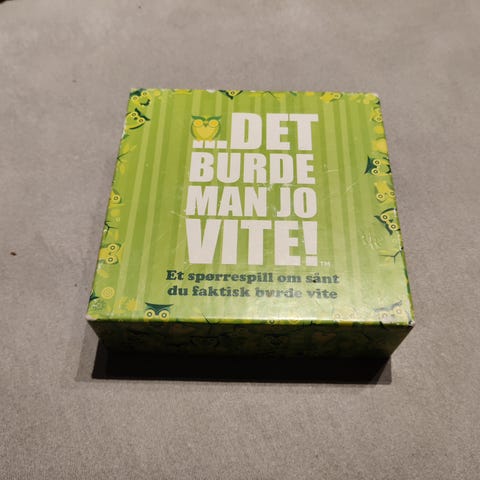 ...DET
BURDE
MAN JO
VITE!™
Et spørrespill om sånt
du faktisk burde vite